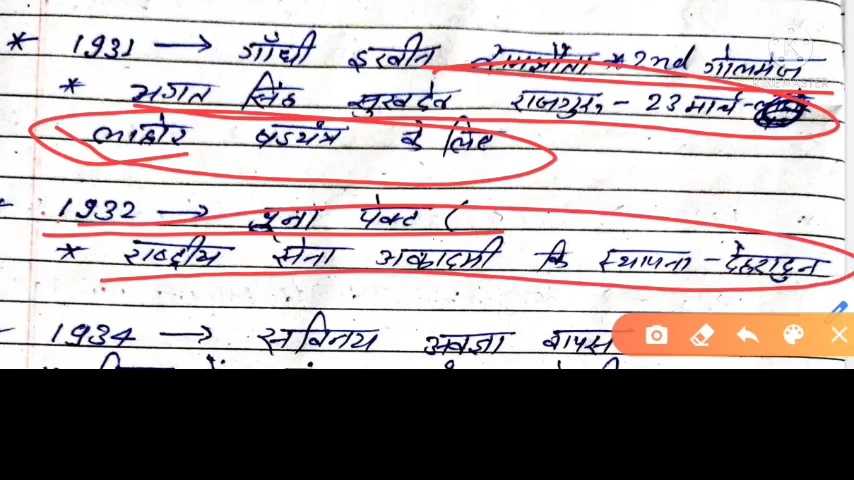 * 1931 → गाँधी इरवीन समझौता * 2nd गोलमेज
* भगत सिंह सुखदेव राजगुरु - 23 मार्च -
लाहौर षडयंत्र के लिए
1932 → पुना पेक्ट (
* राष्ट्रीय सेना अकादमी कि स्थापना - देहरादुन
1934 → सविनय अवज्ञा वापस